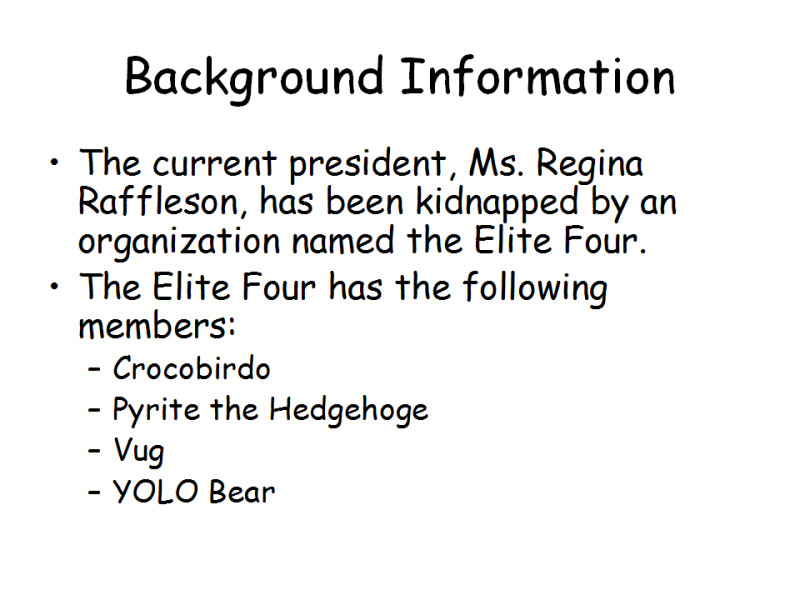 Background Information
• The current president, Ms. Regina
Raffleson, has been kidnapped by an
organization named the Elite Four.
• The Elite Four has the following
members:
– Crocobirdo
– Pyrite the Hedgehoge
– Vug
– YOLO Bear